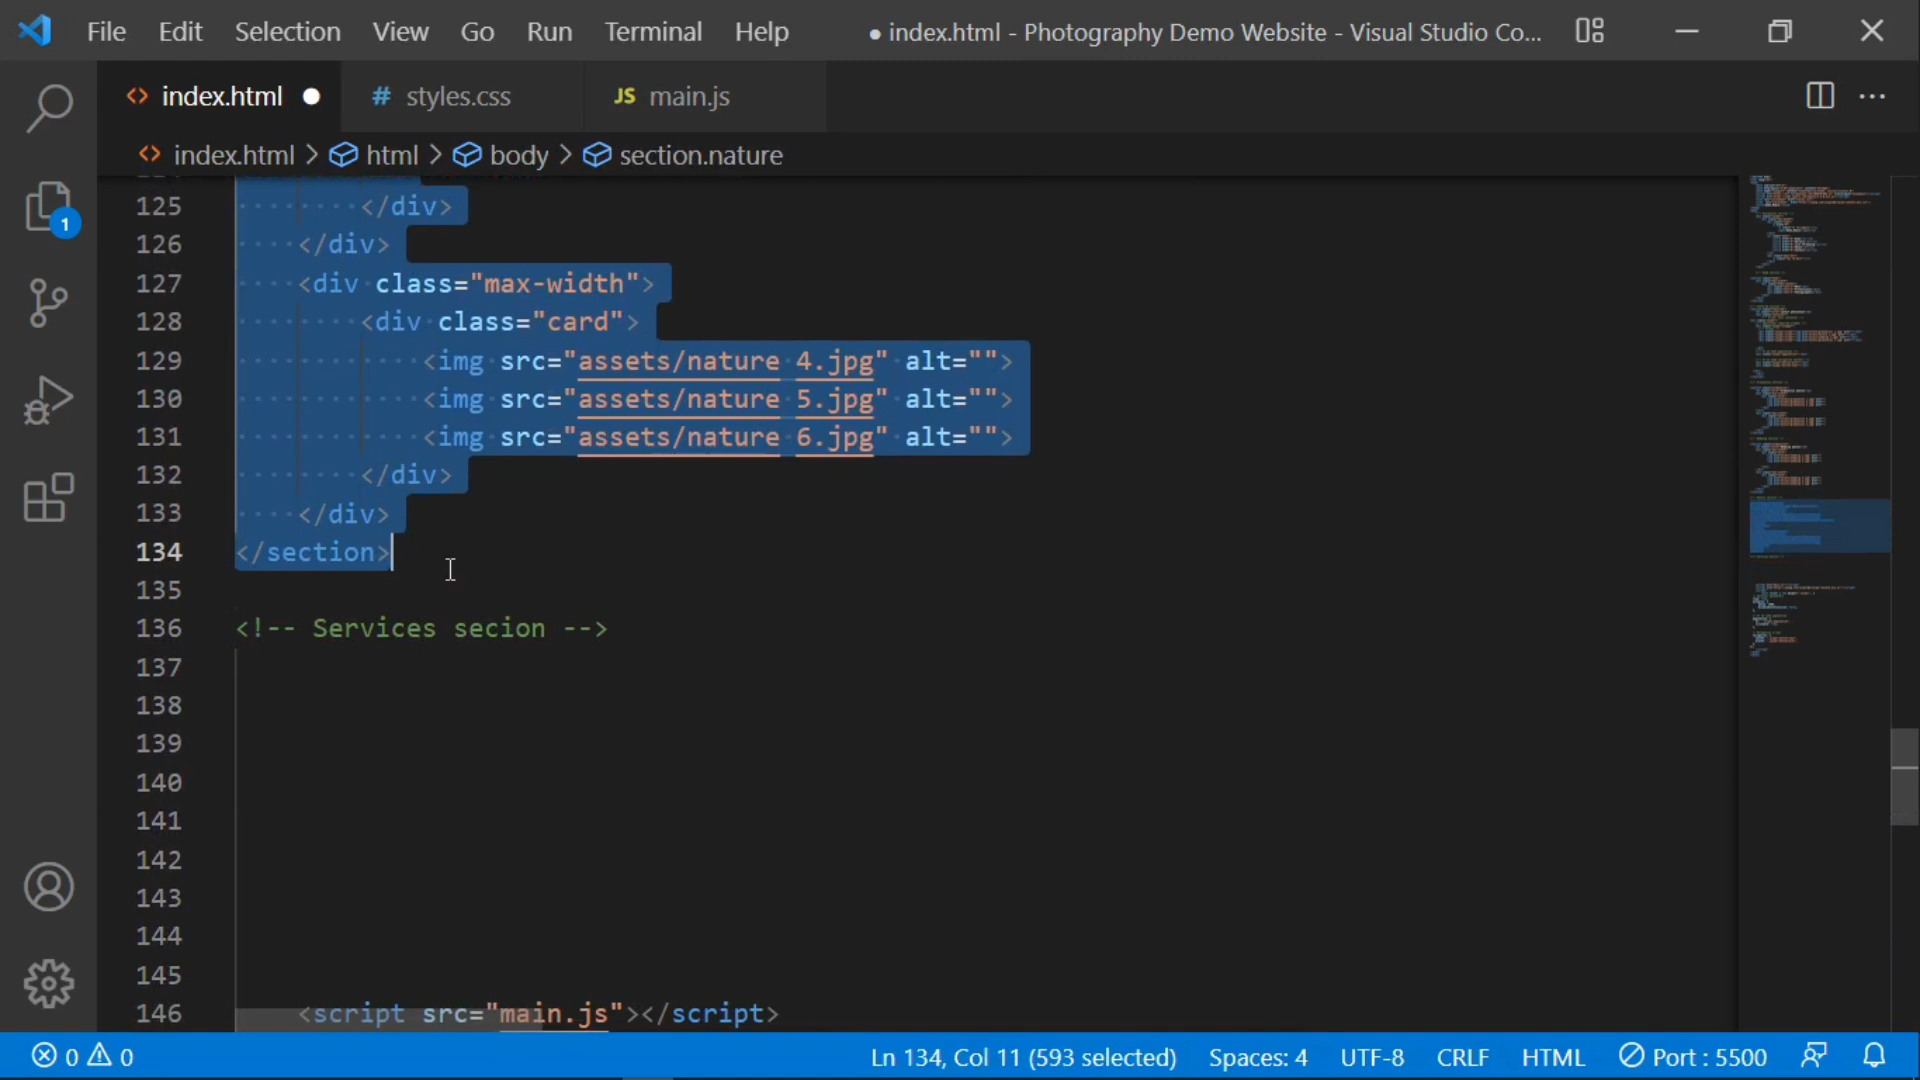 File Edit Selection View Go Run Terminal Help ● index.html - Photography Demo Website - Visual Studio Co...
<> index.html ● # styles.css JS main.js ...
<> index.html > html > body > section.nature
125 </div>
126 </div>
127 <div class="max-width">
128 <div class="card">
129 <img src="assets/nature 4.jpg" alt="">
130 <img src="assets/nature 5.jpg" alt="">
131 <img src="assets/nature 6.jpg" alt="">
132 </div>
133 </div>
134 </section>
135
136 <!-- Services secion -->
137
138
139
140
141
142
143
144
145
146 <script src="main.js"></script>
1
0 0 Ln 134, Col 11 (593 selected) Spaces: 4 UTF-8 CRLF HTML Port : 5500